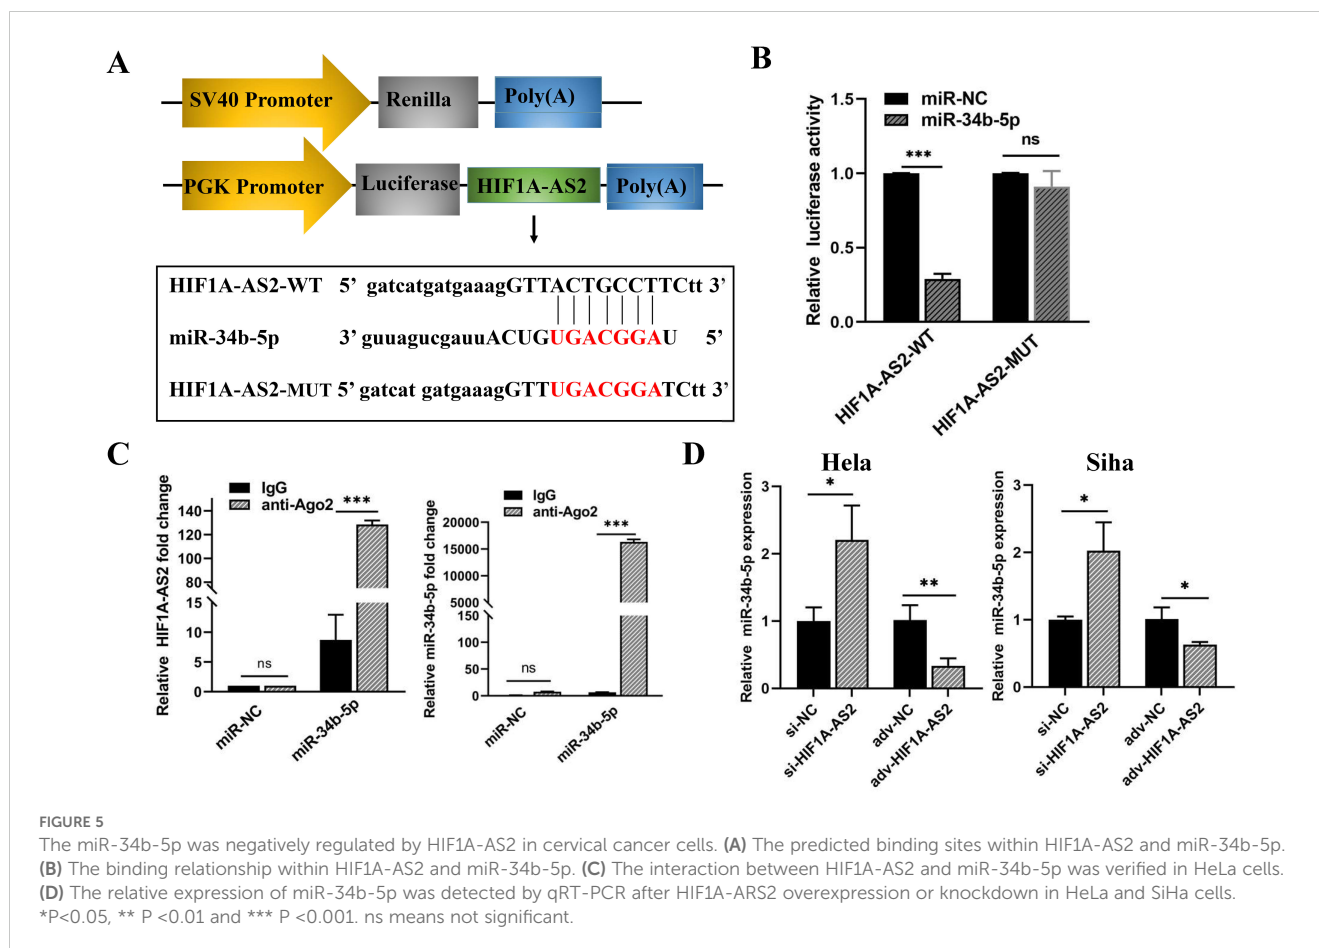 A
SV40 Promoter Renilla Poly(A)
PGK Promoter Luciferase HIF1A-AS2 Poly(A)
HIF1A-AS2-WT 5’ gatcatgatgaaagGTTACTGCCTTCtt 3’
miR-34b-5p 3’ guuagucgauuACUGUGACGGAU 5’
HIF1A-AS2-MUT 5’ gatcat gatgaaagGTTUGACGGATCtt 3’
B
Relative luciferase activity
1.5
1.0
0.5
0.0
miR-NC
miR-34b-5p
***
ns
HIF1A-AS2-WT
HIF1A-AS2-MUT
C
Relative HIF1A-AS2 fold change
IgG
anti-Ago2
140
120
100
80
15
10
5
0
ns
***
miR-NC
miR-34b-5p
Relative miR-34b-5p fold change
IgG
anti-Ago2
20000
15000
10000
5000
150
100
50
0
ns
***
miR-NC
miR-34b-5p
D
Hela
Relative miR-34b-5p expression
3
2
1
0
*
**
si-NC
si-HIF1A-AS2
adv-NC
adv-HIF1A-AS2
Siha
Relative miR-34b-5p expression
3
2
1
0
*
*
si-NC
si-HIF1A-AS2
adv-NC
adv-HIF1A-AS2
FIGURE 5
The miR-34b-5p was negatively regulated by HIF1A-AS2 in cervical cancer cells. (A) The predicted binding sites within HIF1A-AS2 and miR-34b-5p.
(B) The binding relationship within HIF1A-AS2 and miR-34b-5p. (C) The interaction between HIF1A-AS2 and miR-34b-5p was verified in HeLa cells.
(D) The relative expression of miR-34b-5p was detected by qRT-PCR after HIF1A-ARS2 overexpression or knockdown in HeLa and SiHa cells.
*P<0.05, ** P <0.01 and *** P <0.001. ns means not significant.